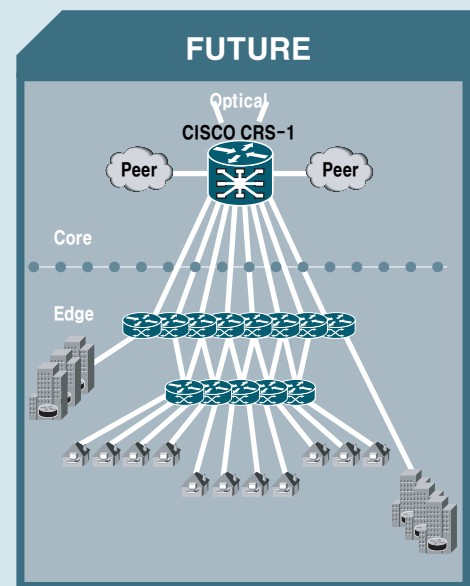 FUTURE
Optical
CISCO CRS-1
Peer
Peer
Core
Edge